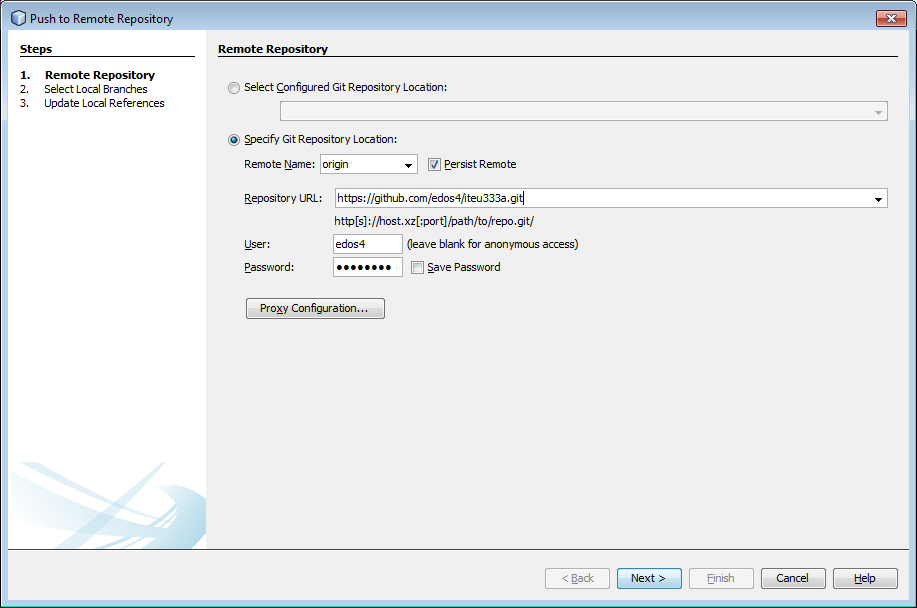 Push to Remote Repository
Steps
1. Remote Repository
2. Select Local Branches
3. Update Local References
Remote Repository
Select Configured Git Repository Location:
Specify Git Repository Location:
Remote Name: origin Persist Remote
Repository URL: https://github.com/edos4/iteu333a.git
http[s]://host.xz[:port]/path/to/repo.git/
User: edos4 (leave blank for anonymous access)
Password: ●●●●●●●● Save Password
Proxy Configuration...
< Back Next > Finish Cancel Help